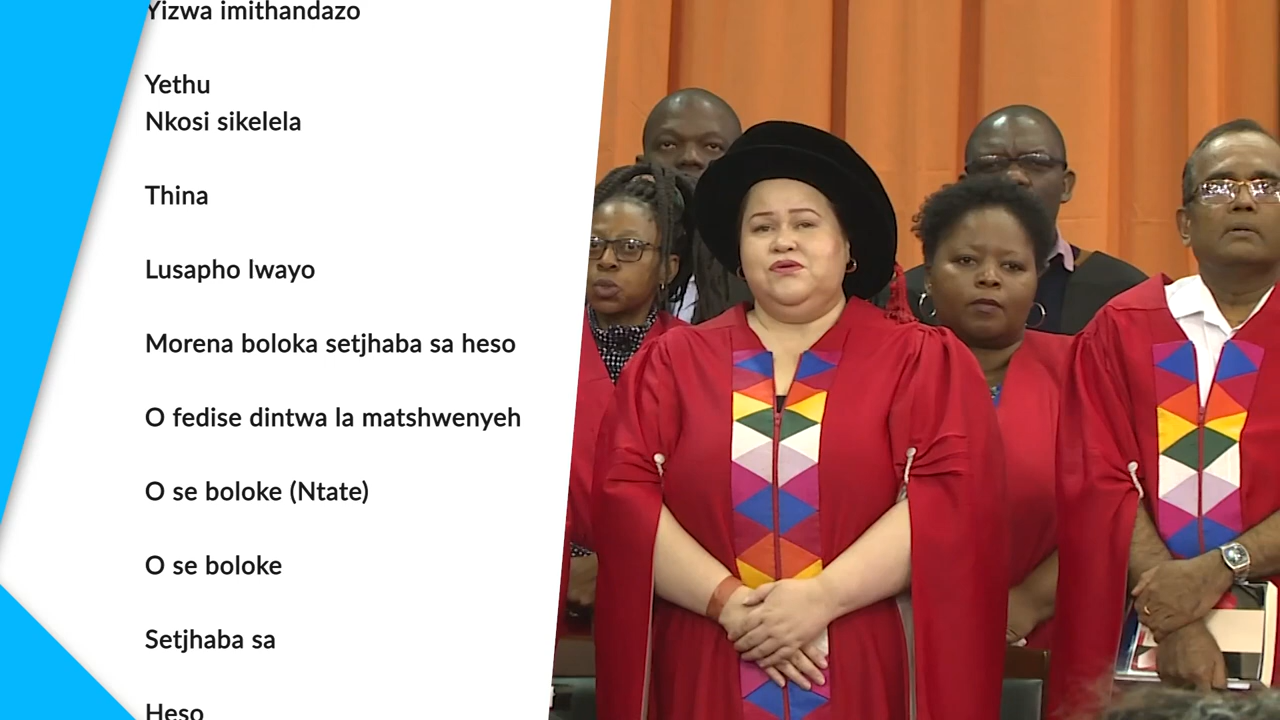 Yizwa imithandazo
Yethu
Nkosi sikelela
Thina
Lusapho lwayo
Morena boloka setjhaba sa heso
O fedise dintwa la matshwenyeh
O se boloke (Ntate)
O se boloke
Setjhaba sa
Heso